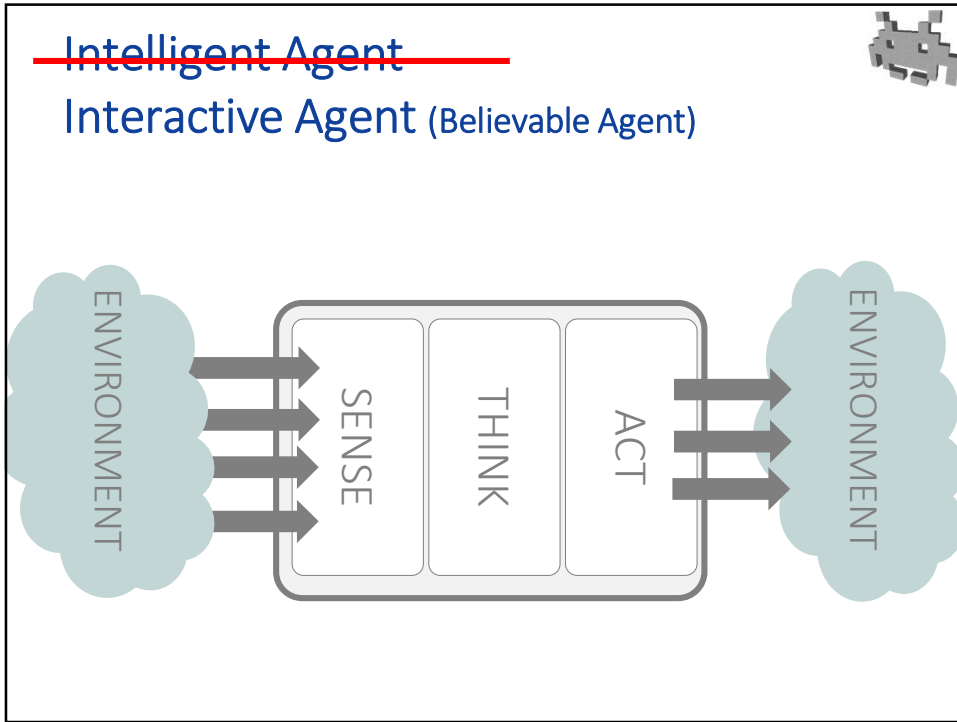 Intelligent Agent
Interactive Agent (Believable Agent)
ENVIRONMENT
SENSE
THINK
ACT
ENVIRONMENT